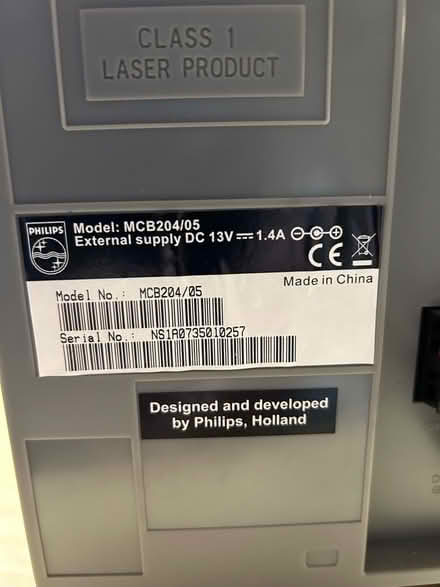 CLASS 1
LASER PRODUCT
PHILIPS
Model: MCB204/05
External supply DC 13V ⎓ 1.4A
CE
Made in China
Model No.: MCB204/05
Serial No.: NS1A0735010257
Designed and developed
by Philips, Holland